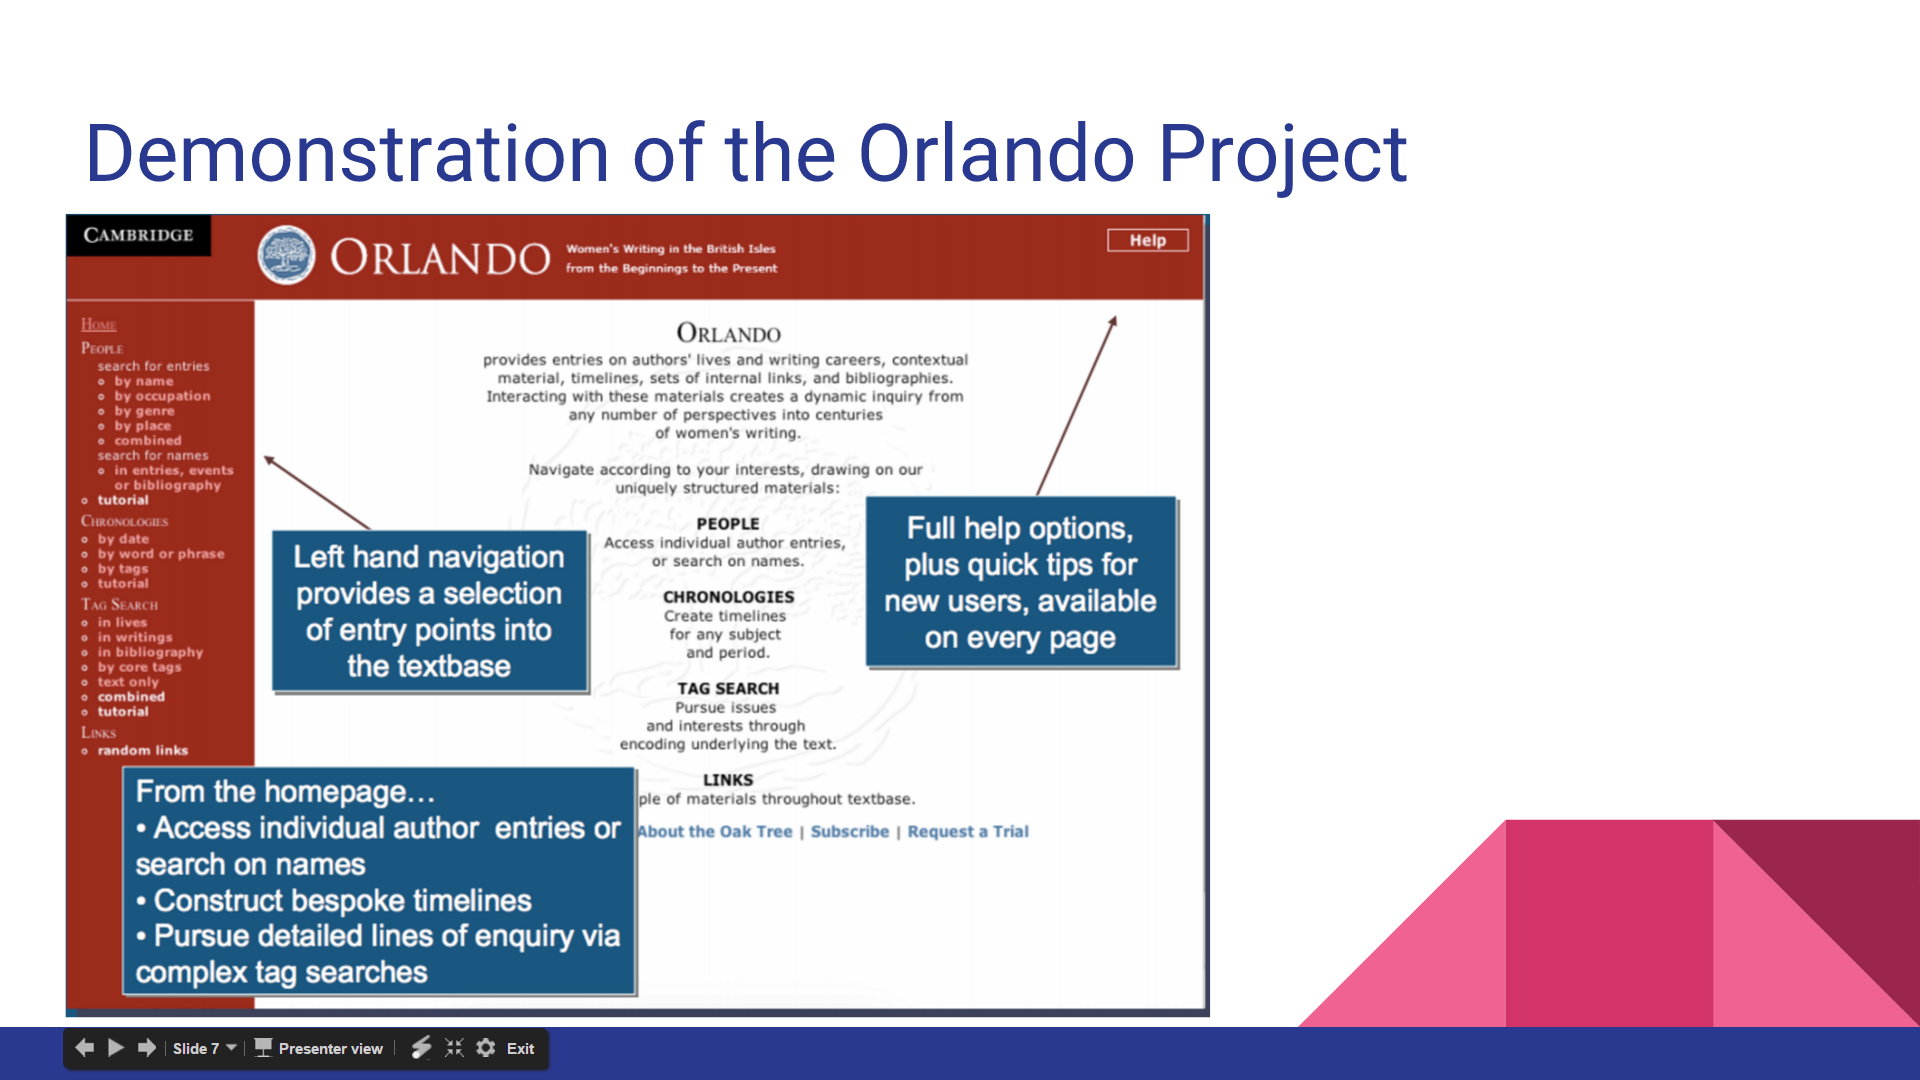 Demonstration of the Orlando Project
CAMBRIDGE
ORLANDO
Women's Writing in the British Isles
from the Beginnings to the Present
Help
HOME
PEOPLE
search for entries
by name
by occupation
by genre
by place
combined
search for names
in entries, events
or bibliography
tutorial
CHRONOLOGIES
by date
by word or phrase
by tags
tutorial
TAG SEARCH
in lives
in writings
in bibliography
by core tags
text only
combined
tutorial
LINKS
random links
ORLANDO
provides entries on authors' lives and writing careers, contextual
material, timelines, sets of internal links, and bibliographies.
Interacting with these materials creates a dynamic inquiry from
any number of perspectives into centuries
of women's writing.
Navigate according to your interests, drawing on our
uniquely structured materials:
PEOPLE
Access individual author entries,
or search on names.
CHRONOLOGIES
Create timelines
for any subject
and period.
TAG SEARCH
Pursue issues
and interests through
encoding underlying the text.
LINKS
ple of materials throughout textbase.
About the Oak Tree | Subscribe | Request a Trial
Left hand navigation
provides a selection
of entry points into
the textbase
Full help options,
plus quick tips for
new users, available
on every page
From the homepage…
• Access individual author entries or
search on names
• Construct bespoke timelines
• Pursue detailed lines of enquiry via
complex tag searches
Slide 7
Presenter view
Exit